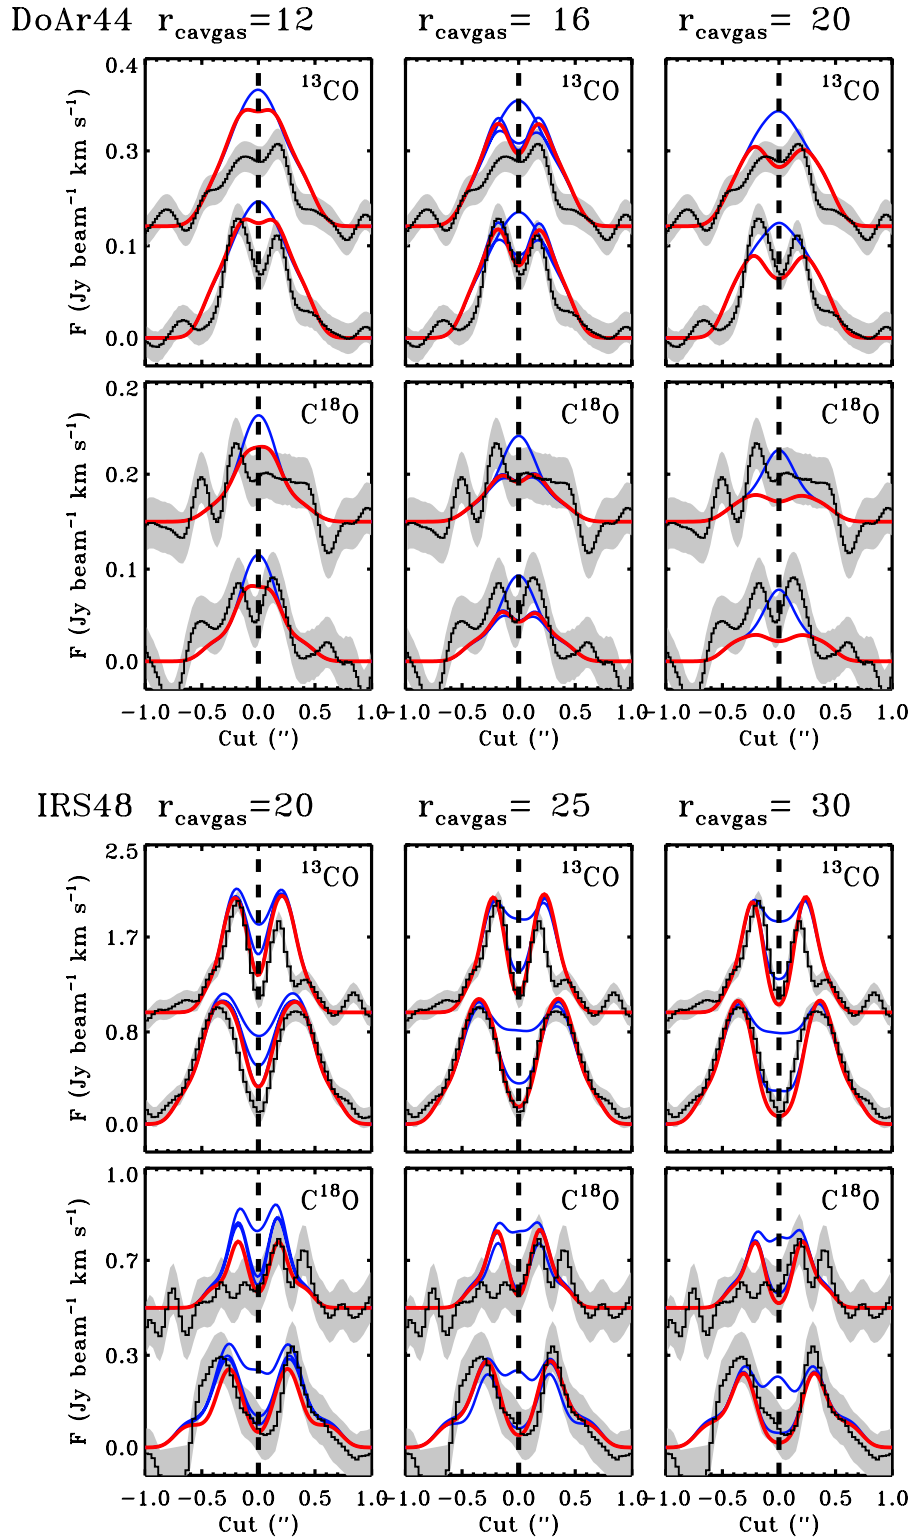 DoAr44 r_cavgas=12 r_cavgas= 16 r_cavgas= 20
0.4
¹³CO ¹³CO ¹³CO
0.3
0.1
0.0
F (Jy beam⁻¹ km s⁻¹)
0.2
C¹⁸O C¹⁸O C¹⁸O
0.2
0.1
0.0
F (Jy beam⁻¹ km s⁻¹)
−1.0 −0.5 0.0 0.5 1.0 −1.0 −0.5 0.0 0.5 1.0 −1.0 −0.5 0.0 0.5 1.0
Cut (″) Cut (″) Cut (″)
IRS48 r_cavgas=20 r_cavgas= 25 r_cavgas= 30
2.5
¹³CO ¹³CO ¹³CO
1.7
0.8
0.0
F (Jy beam⁻¹ km s⁻¹)
1.0
C¹⁸O C¹⁸O C¹⁸O
0.7
0.3
0.0
F (Jy beam⁻¹ km s⁻¹)
−1.0 −0.5 0.0 0.5 1.0 −1.0 −0.5 0.0 0.5 1.0 −1.0 −0.5 0.0 0.5 1.0
Cut (″) Cut (″) Cut (″)